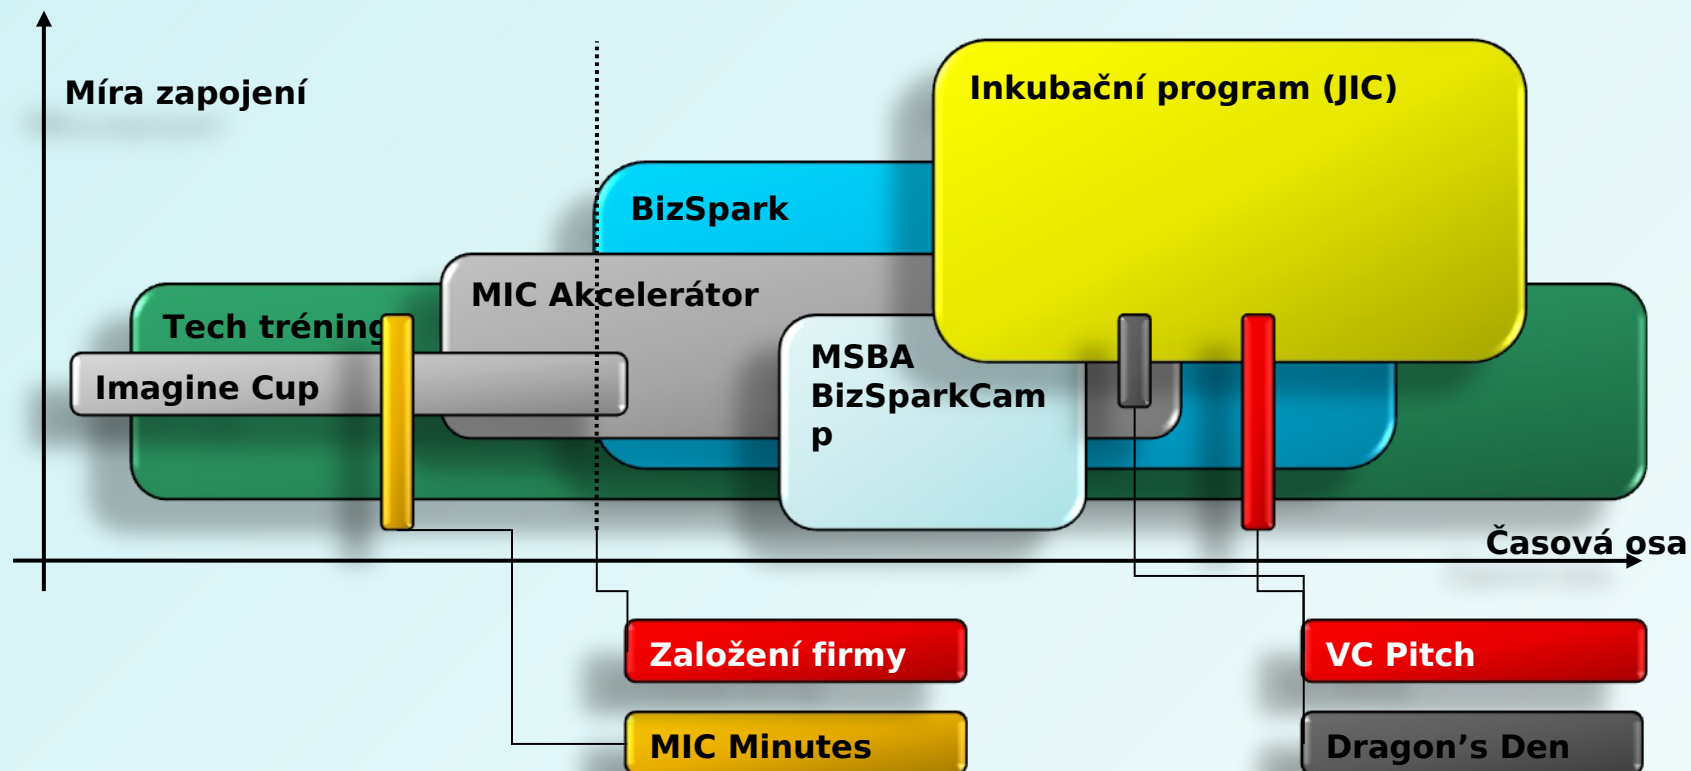 Míra zapojení
Inkubační program (JIC)
BizSpark
MIC Akcelerátor
Tech tréning
MSBA
BizSparkCam
p
Imagine Cup
Časová osa
Založení firmy
VC Pitch
MIC Minutes
Dragon’s Den